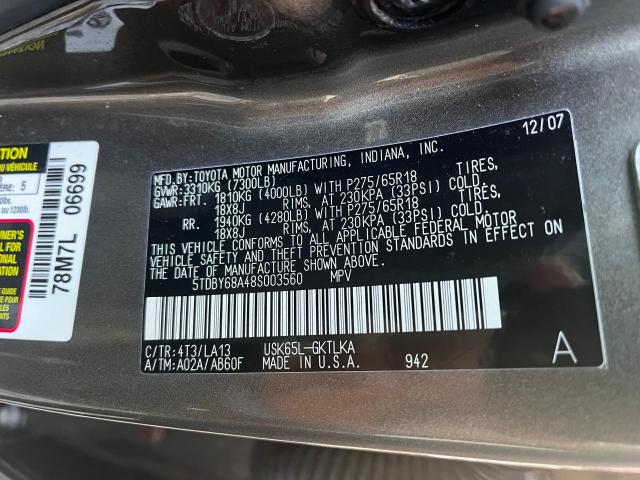 12/07
MFD.BY:TOYOTA MOTOR MANUFACTURING, INDIANA, INC.
GVWR:3310KG (7300LB)
GAWR:FRT. 1810KG (4000LB) WITH P275/65R18 TIRES,
18X8J RIMS, AT 230KPA (33PSI) COLD.
RR. 1940KG (4280LB) WITH P275/65R18 TIRES,
18X8J RIMS, AT 230KPA (33PSI) COLD
THIS VEHICLE CONFORMS TO ALL APPLICABLE FEDERAL MOTOR
VEHICLE SAFETY AND THEFT PREVENTION STANDARDS IN EFFECT ON
THE DATE OF MANUFACTURE SHOWN ABOVE.
5TDBY68A48S003560 MPV
C/TR:4T3/LA13 USK65L-GKTLKA
A/TM:A02A/AB60F MADE IN U.S.A. 942 A
78M7L 06699
5
ou 1230lb.